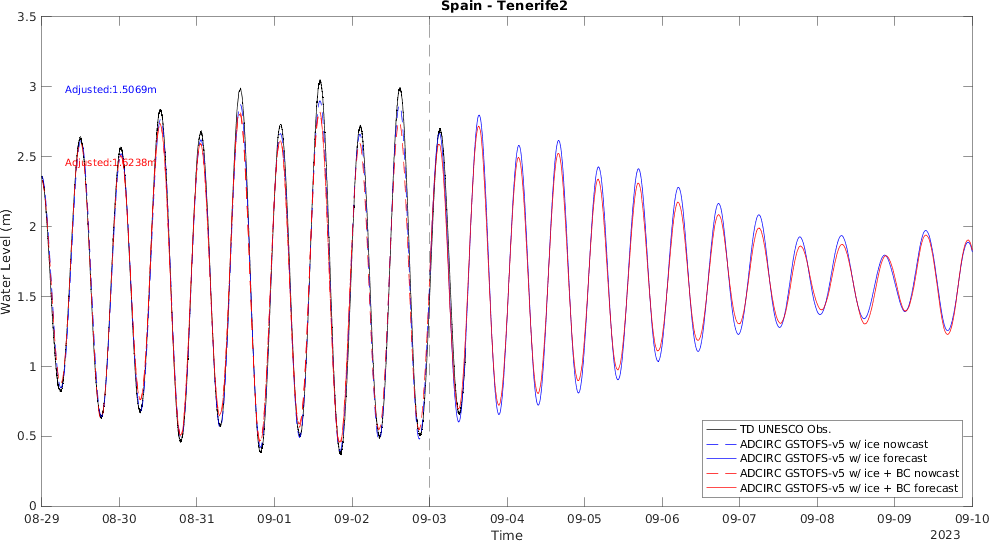 Spain - Tenerife2
3.5
3
2.5
2
1.5
1
0.5
0
Water Level (m)
Adjusted:1.5069m
Adjusted:1.6238m
TD UNESCO Obs.
ADCIRC GSTOFS-v5 w/ ice nowcast
ADCIRC GSTOFS-v5 w/ ice forecast
ADCIRC GSTOFS-v5 w/ ice + BC nowcast
ADCIRC GSTOFS-v5 w/ ice + BC forecast
08-29 08-30 08-31 09-01 09-02 09-03 09-04 09-05 09-06 09-07 09-08 09-09 09-10
Time
2023